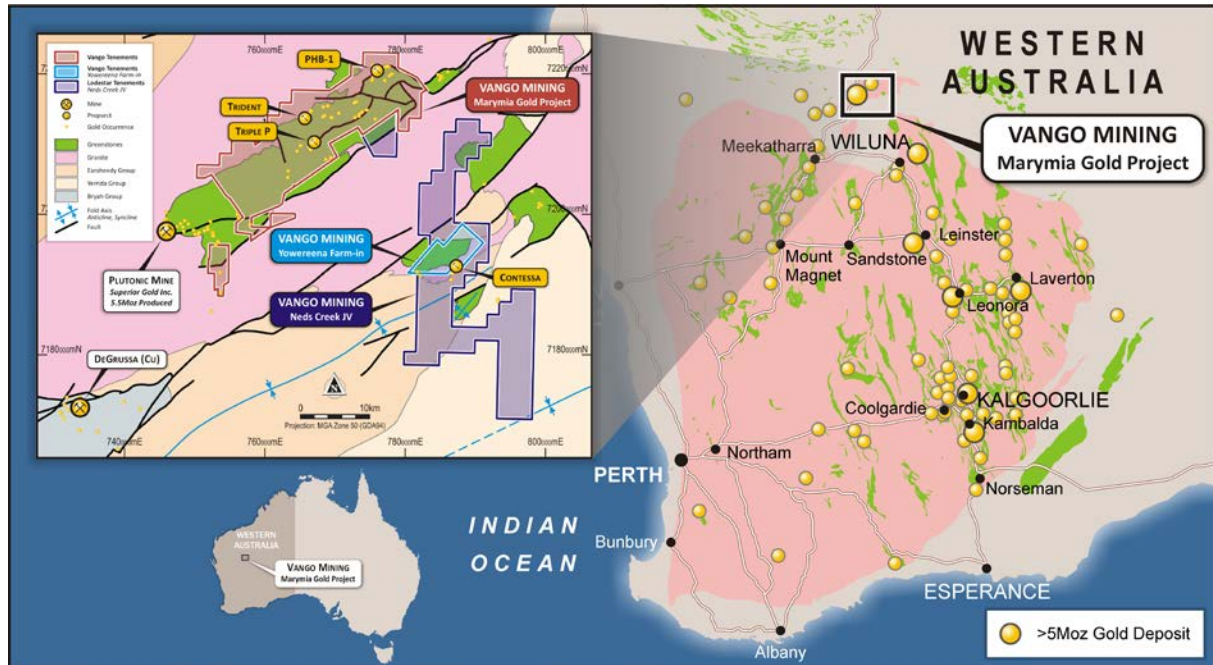 WESTERN
AUSTRALIA
VANGO MINING
Marymia Gold Project
Meekatharra
WILUNA
Mount
Magnet
Sandstone
Leinster
Laverton
Leonora
Coolgardie
KALGOORLIE
Kambalda
Norseman
PERTH
Northam
Bunbury
ESPERANCE
Albany
INDIAN
OCEAN
>5Moz Gold Deposit
760000mE
780000mE
800000mE
7220000mN
Vango Tenements
Vango Tenements
Yowereena Farm-in
Lodestar Tenements
Neds Creek JV
Mine
Prospect
Gold Occurrence
Greenstones
Granite
Earaheedy Group
Yerrida Group
Bryah Group
Fold Axis
Anticline, Syncline
Fault
PHB-1
TRIDENT
TRIPLE P
VANGO MINING
Marymia Gold Project
VANGO MINING
Yowereena Farm-in
CONTESSA
VANGO MINING
Neds Creek JV
PLUTONIC MINE
Superior Gold Inc.
5.5Moz Produced
DEGRUSSA (CU)
7180000mN
7180000mN
N
0 10km
Projection: MGA Zone 50 (GDA94)
740000mE
760000mE
780000mE
800000mE
WESTERN
AUSTRALIA
VANGO MINING
Marymia Gold Project